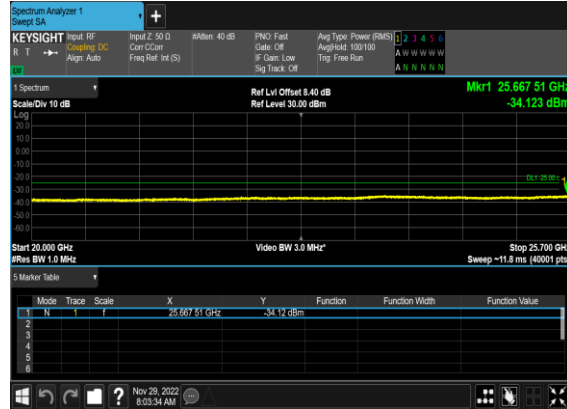 Spectrum Analyzer 1
Swept SA
+
KEYSIGHT Input: RF Input Z: 50 Ω #Atten: 40 dB PNO: Fast Avg Type: Power (RMS) 1 2 3 4 5 6
R T Coupling: DC Corr CCorr Gate: Off Avg|Hold: 100/100 A W W W W W
Align: Auto Freq Ref: Int (S) IF Gain: Low Trig: Free Run
LW Sig Track: Off A N N N N N
1 Spectrum Ref Lvl Offset 8.40 dB Mkr1 25.667 51 GHz
Scale/Div 10 dB Ref Level 30.00 dBm -34.123 dBm
Log
20.0
10.0
0.00
-10.0
-20.0
DL1 -25.00
1
-30.0
-40.0
-50.0
-60.0
Start 20.000 GHz Video BW 3.0 MHz* Stop 25.700 GHz
#Res BW 1.0 MHz Sweep ~11.8 ms (40001 pts)
5 Marker Table
Mode Trace Scale X Y Function Function Width Function Value
1 N 1 f 25.667 51 GHz -34.12 dBm
2
3
4
5
6
? Nov 29, 2022
8:03:34 AM